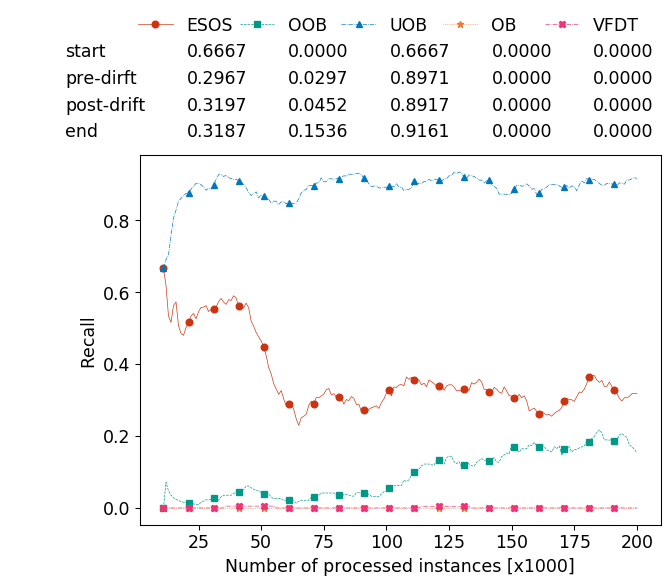 ESOS OOB UOB OB VFDT
start 0.6667 0.0000 0.6667 0.0000 0.0000
pre-dirft 0.2967 0.0297 0.8971 0.0000 0.0000
post-drift 0.3197 0.0452 0.8917 0.0000 0.0000
end 0.3187 0.1536 0.9161 0.0000 0.0000
0.8
0.6
0.4
0.2
0.0
Recall
25 50 75 100 125 150 175 200
Number of processed instances [x1000]